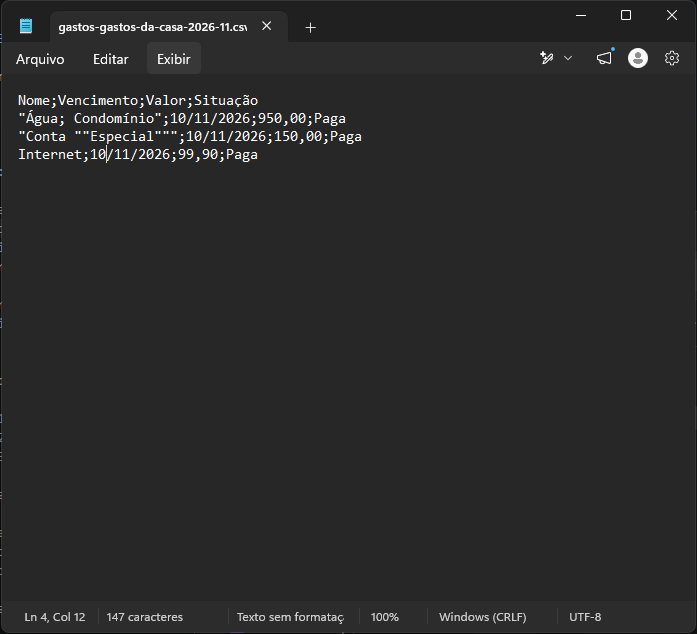 gastos-gastos-da-casa-2026-11.csv
Arquivo Editar Exibir
Nome;Vencimento;Valor;Situação
"Água; Condomínio";10/11/2026;950,00;Paga
"Conta ""Especial""";10/11/2026;150,00;Paga
Internet;10/11/2026;99,90;Paga
Ln 4, Col 12 147 caracteres Texto sem formataç 100% Windows (CRLF) UTF-8